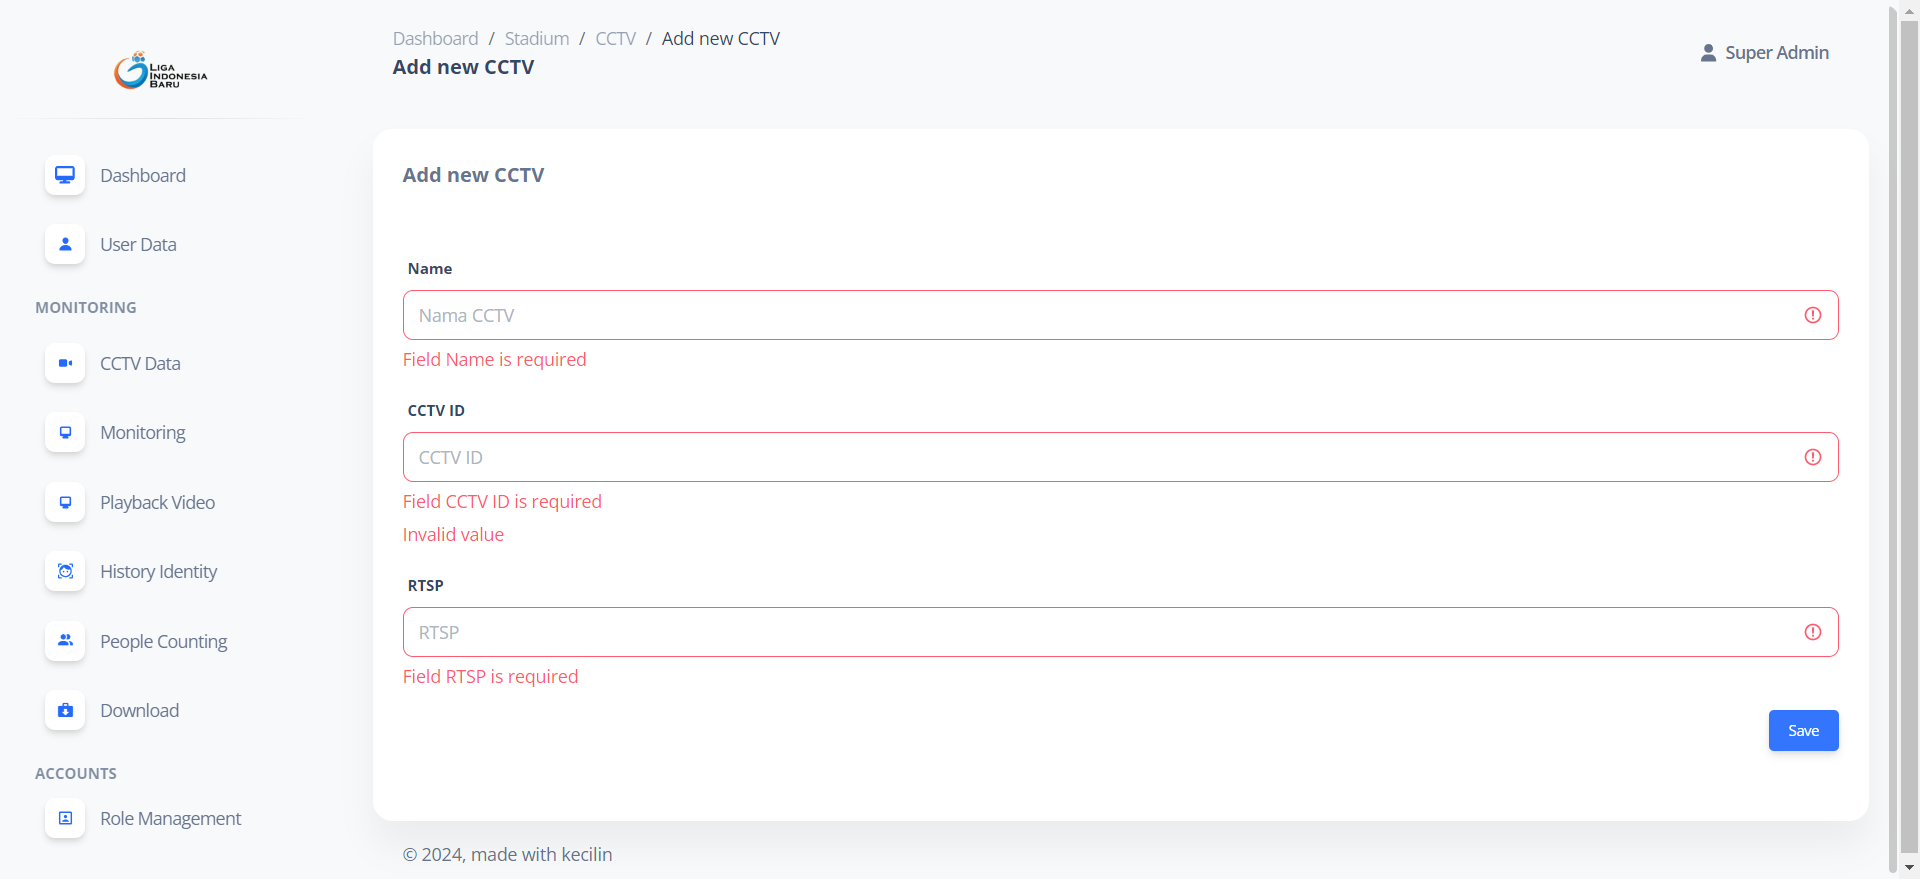 LIGA
INDONESIA
BARU
Dashboard / Stadium / CCTV / Add new CCTV
Add new CCTV
Super Admin
Dashboard
User Data
MONITORING
CCTV Data
Monitoring
Playback Video
History Identity
People Counting
Download
ACCOUNTS
Role Management
Add new CCTV
Name
Nama CCTV
Field Name is required
CCTV ID
CCTV ID
Field CCTV ID is required
Invalid value
RTSP
RTSP
Field RTSP is required
Save
© 2024, made with kecilin